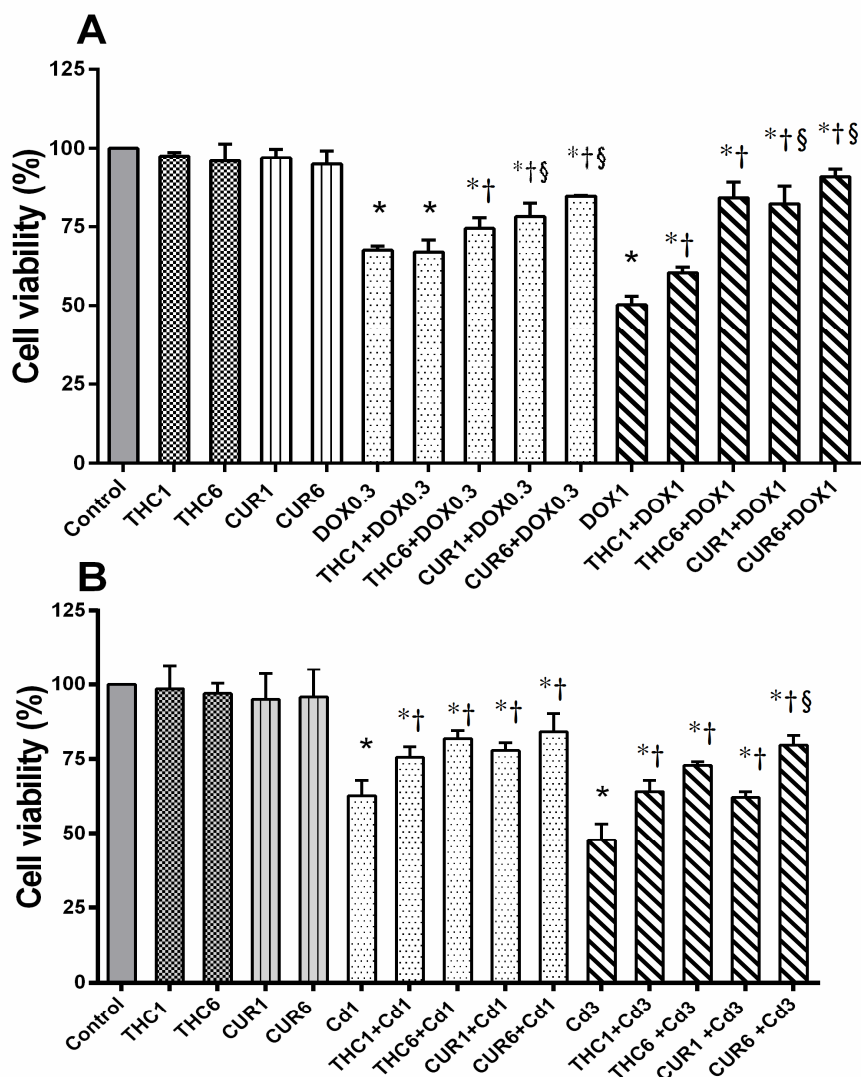 A
125
100
75
50
25
0
Cell viability (%)
*
*
*†
*†§
*†§
*
*†
*†
*†§
*†§
Control
THC1
THC6
CUR1
CUR6
DOX0.3
THC1+DOX0.3
THC6+DOX0.3
CUR1+DOX0.3
CUR6+DOX0.3
DOX1
THC1+DOX1
THC6+DOX1
CUR1+DOX1
CUR6+DOX1
B
125
100
75
50
25
0
Cell viability (%)
*
*†
*†
*†
*†
*
*†
*†
*†
*†§
Control
THC1
THC6
CUR1
CUR6
Cd1
THC1+Cd1
THC6+Cd1
CUR1+Cd1
CUR6+Cd1
Cd3
THC1+Cd3
THC6 +Cd3
CUR1 +Cd3
CUR6 +Cd3